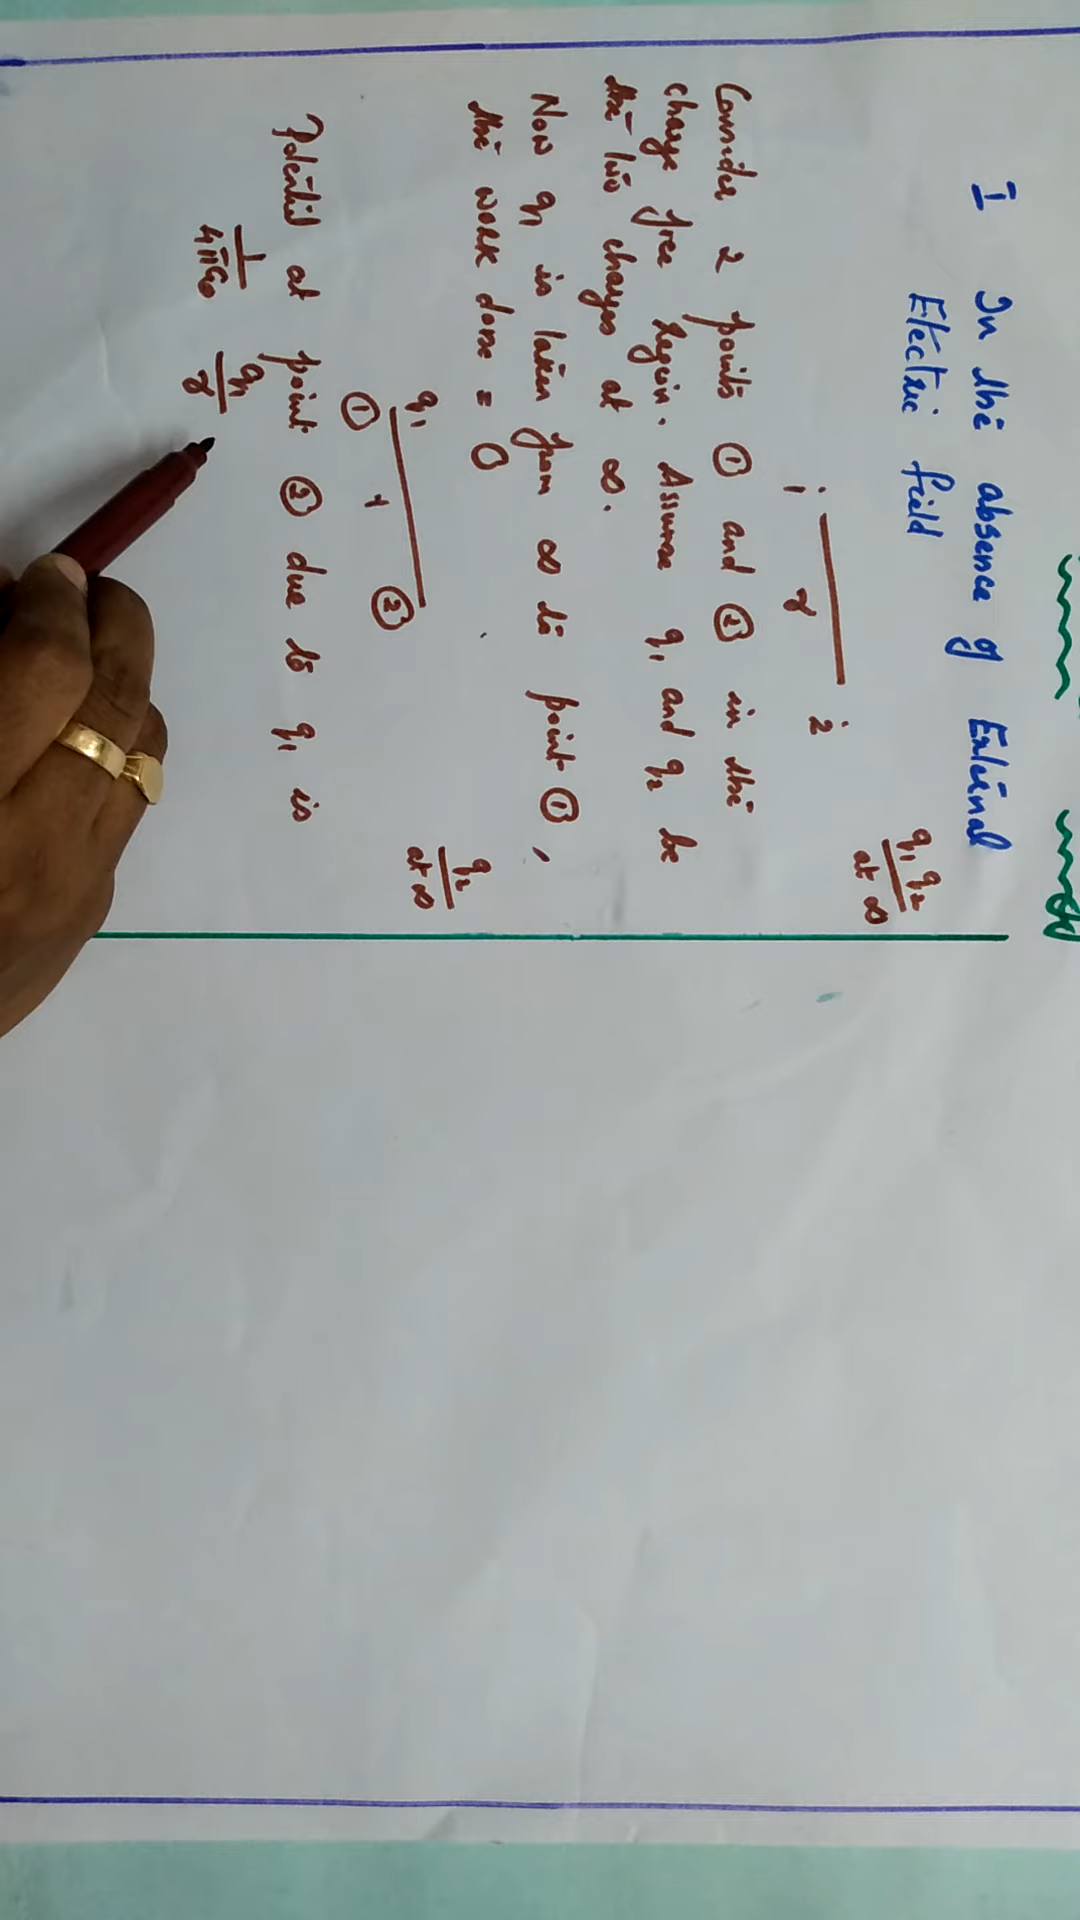 I In the absence of External
Electric field
q₁ q₂
at ∞
1 r 2
Consider 2 points ① and ② in the
charge free region. Assume q₁ and q₂ be
the two charges at ∞.
Now q₁ is taken from ∞ to point ①,
the work done = 0
q₁
① r ②
q₂
at ∞
Potential at point ② due to q₁ is
1/4πε₀ q₁/r